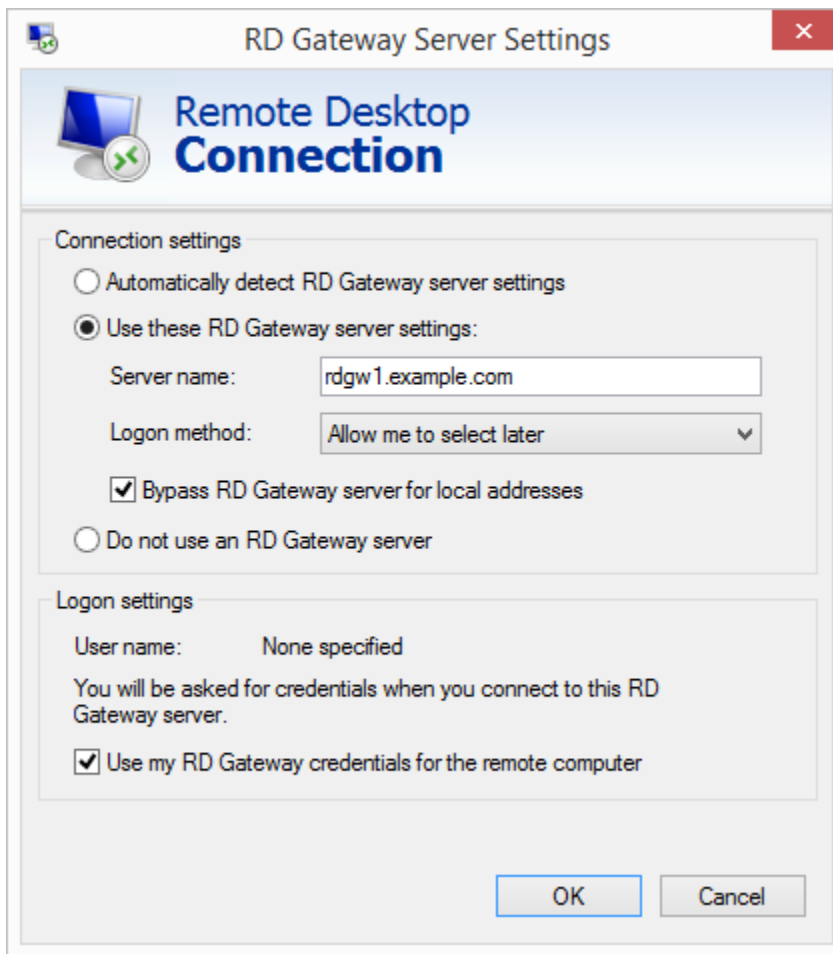 RD Gateway Server Settings
Remote Desktop
Connection
Connection settings
Automatically detect RD Gateway server settings
Use these RD Gateway server settings:
Server name: rdgw1.example.com
Logon method: Allow me to select later
Bypass RD Gateway server for local addresses
Do not use an RD Gateway server
Logon settings
User name: None specified
You will be asked for credentials when you connect to this RD
Gateway server.
Use my RD Gateway credentials for the remote computer
OK Cancel